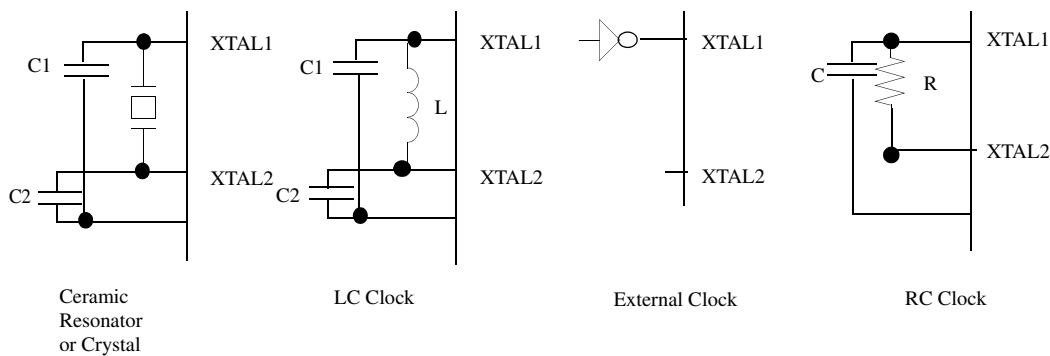 XTAL1
C1
XTAL2
C2
Ceramic
Resonator
or Crystal
XTAL1
C1
L
XTAL2
C2
LC Clock
XTAL1
XTAL2
External Clock
XTAL1
C
R
XTAL2
RC Clock